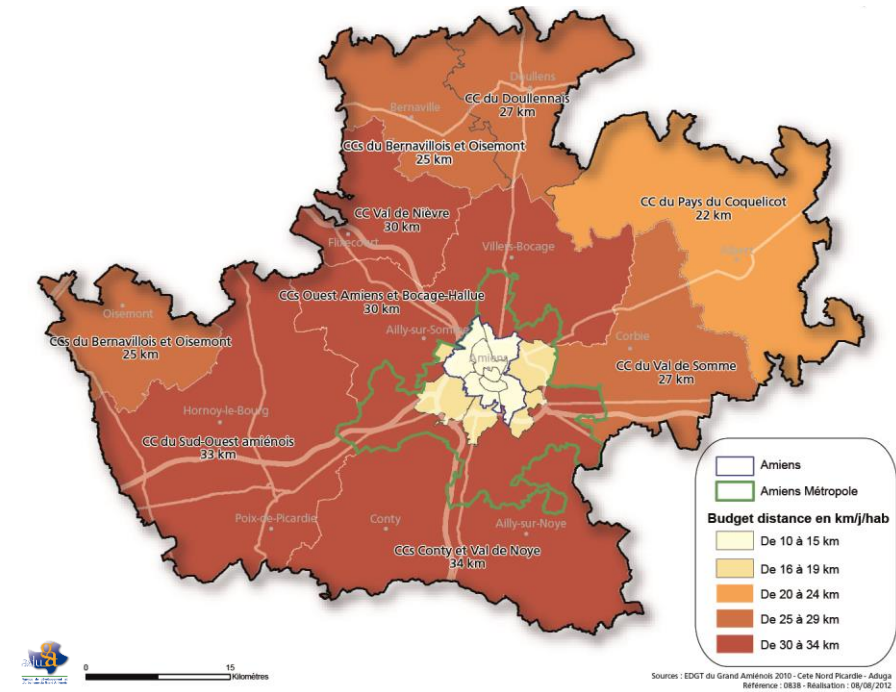 Doullens
CC du Doullennais
27 km
Bernaville
CCs du Bernavillois et Oisemont
25 km
CC du Pays du Coquelicot
22 km
Albert
CC Val de Nièvre
30 km
Flixecourt
Villers-Bocage
CCs Ouest Amiens et Bocage-Hallue
30 km
Ailly-sur-Somme
Oisemont
CCs du Bernavillois et Oisemont
25 km
Amiens
Corbie
CC du Val de Somme
27 km
Hornoy-le-Bourg
CC du Sud-Ouest amiénois
33 km
Poix-de-Picardie
Conty
Ailly-sur-Noye
CCs Conty et Val de Noye
34 km
Amiens
Amiens Métropole
Budget distance en km/j/hab
De 10 à 15 km
De 16 à 19 km
De 20 à 24 km
De 25 à 29 km
De 30 à 34 km
0
15
Kilomètres
Sources : EDGT du Grand Amiénois 2010 - Cete Nord Picardie - Aduga
Référence : 0838 - Réalisation : 08/08/2012